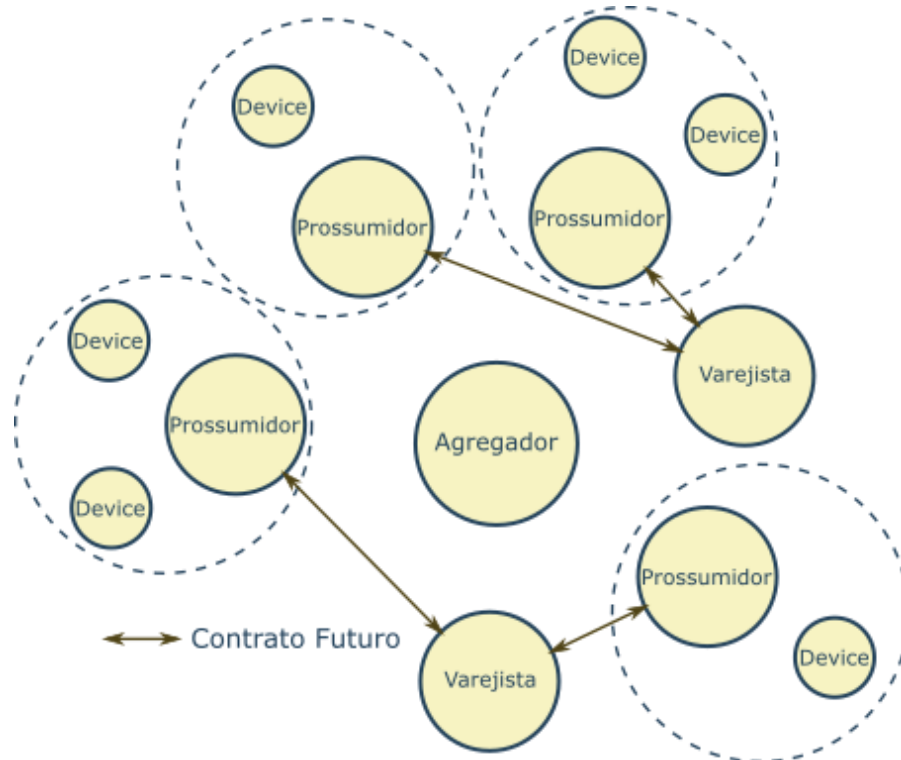 Device
Device
Device
Prossumidor
Prossumidor
Device
Varejista
Prossumidor
Agregador
Device
Prossumidor
Contrato Futuro
Device
Varejista